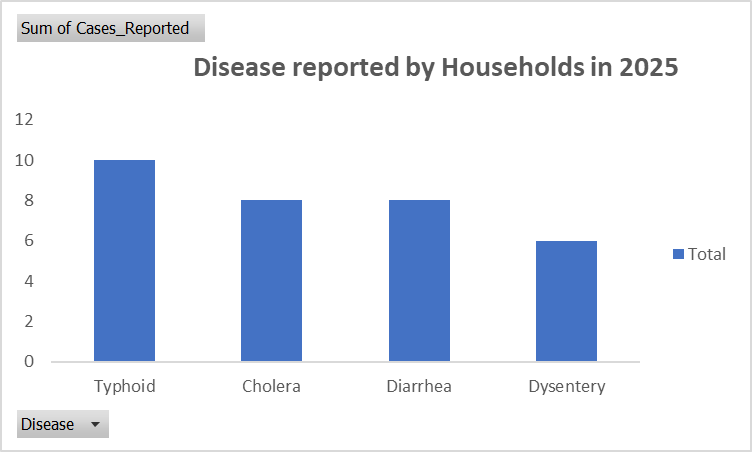 Sum of Cases_Reported
Disease reported by Households in 2025
12
10
8
6
4
2
0
Typhoid Cholera Diarrhea Dysentery
Total
Disease